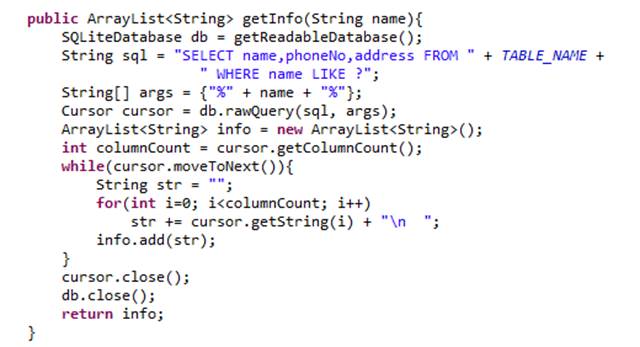 public ArrayList<String> getInfo(String name){
    SQLiteDatabase db = getReadableDatabase();
    String sql = "SELECT name,phoneNo,address FROM " + TABLE_NAME +
                    " WHERE name LIKE ?";
    String[] args = {"%" + name + "%"};
    Cursor cursor = db.rawQuery(sql, args);
    ArrayList<String> info = new ArrayList<String>();
    int columnCount = cursor.getColumnCount();
    while(cursor.moveToNext()){
        String str = "";
        for(int i=0; i<columnCount; i++)
            str += cursor.getString(i) + "\n  ";
        info.add(str);
    }
    cursor.close();
    db.close();
    return info;
}